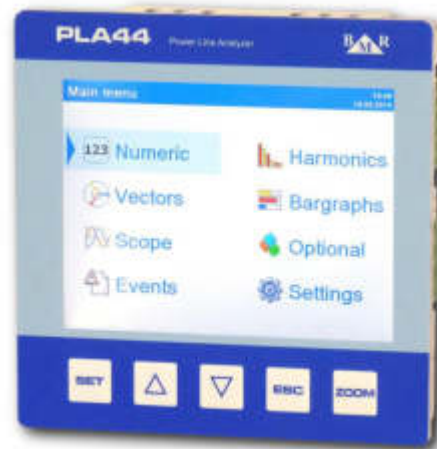 PLA44 Power Line Analyzer BMR
Main menu
123 Numeric
Harmonics
Vectors
Bargraphs
Scope
Optional
Events
Settings
SET
ESC
ZOOM